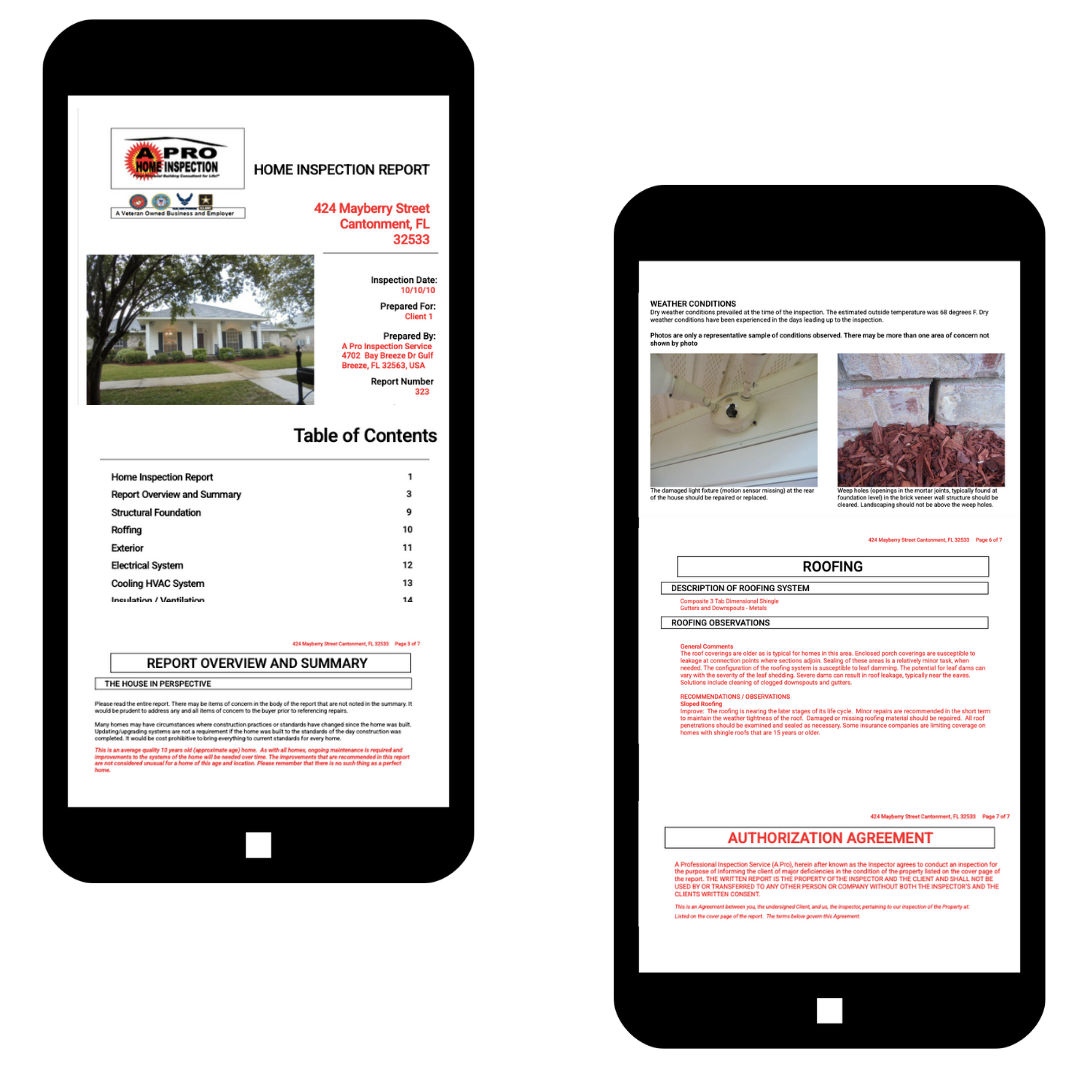 A PRO
HOME INSPECTION
Building Consultant for Life!"
A Veteran Owned Business and Employer
HOME INSPECTION REPORT
424 Mayberry Street
Cantonment, FL
32533
Inspection Date:
10/10/10
Prepared For:
Client 1
Prepared By:
A Pro Inspection Service
4702 Bay Breeze Dr Gulf
Breeze, FL 32563, USA
Report Number
323
Table of Contents
Home Inspection Report 1
Report Overview and Summary 3
Structural Foundation 9
Roffing 10
Exterior 11
Electrical System 12
Cooling HVAC System 13
Insulation / Ventilation 14
424 Mayberry Street Cantonment, FL 32533 Page 5 of 7
REPORT OVERVIEW AND SUMMARY
THE HOUSE IN PERSPECTIVE
Please read the entire report. There may be items of concern in the body of the report that are not noted in the summary. It
would be prudent to address any and all items of concern to the buyer prior to referencing repairs.
Many homes may have circumstances where construction practices or standards have changed since the home was built.
Updating/upgrading systems are not a requirement if the home was built to the standards of the day construction was
completed. It would be cost prohibitive to bring everything to current standards for every home.
This is an average quality 10 years old (approximate age) home. As with all homes, ongoing maintenance is required and
improvements to the systems of the home will be needed over time. The improvements that are recommended in this report
are not considered unusual for a home of this age and location. Please remember that there is no such thing as a perfect
home.
WEATHER CONDITIONS
Dry weather conditions prevailed at the time of the inspection. The estimated outside temperature was 68 degrees F. Dry
weather conditions have been experienced in the days leading up to the inspection.
Photos are only a representative sample of conditions observed. There may be more than one area of concern not
shown by photo
The damaged light fixture (motion sensor missing) at the rear
of the house should be repaired or replaced.
Weep holes (openings in the mortar joints, typically found at
foundation level) in the brick veneer wall structure should be
cleared. Landscaping should not be above the weep holes.
424 Mayberry Street Cantonment, FL 32533 Page 6 of 7
ROOFING
DESCRIPTION OF ROOFING SYSTEM
Composite 3 Tab Dimensional Shingle
Gutters and Downspouts - Metals
ROOFING OBSERVATIONS
General Comments
The roof coverings are older as is typical for homes in this area. Enclosed porch coverings are susceptible to
leakage at connection points where sections adjoin. Sealing of these areas is a relatively minor task, when
needed. The configuration of the roofing system is susceptible to leaf damming. The potential for leaf dams can
vary with the severity of the leaf shedding. Severe dams can result in roof leakage, typically near the eaves.
Solutions include cleaning of clogged downspouts and gutters.
RECOMMENDATIONS / OBSERVATIONS
Sloped Roofing
Improve: The roofing is nearing the later stages of its life cycle. Minor repairs are recommended in the short term
to maintain the weather tightness of the roof. Damaged or missing roofing material should be repaired. All roof
penetrations should be examined and sealed as necessary. Some insurance companies are limiting coverage on
homes with shingle roofs that are 15 years or older.
424 Mayberry Street Cantonment, FL 32533 Page 7 of 7
AUTHORIZATION AGREEMENT
A Professional Inspection Service (A Pro), herein after known as the Inspector agrees to conduct an inspection for
the purpose of informing the client of major deficiencies in the condition of the property listed on the cover page of
the report. THE WRITTEN REPORT IS THE PROPERTY OFTHE INSPECTOR AND THE CLIENT AND SHALL NOT BE
USED BY OR TRANSFERRED TO ANY OTHER PERSON OR COMPANY WITHOUT BOTH THE INSPECTOR'S AND THE
CLIENTS WRITTEN CONSENT.
This is an Agreement between you, the undersigned Client, and us, the Inspector, pertaining to our inspection of the Property at:
Listed on the cover page of the report. The terms below govern this Agreement.